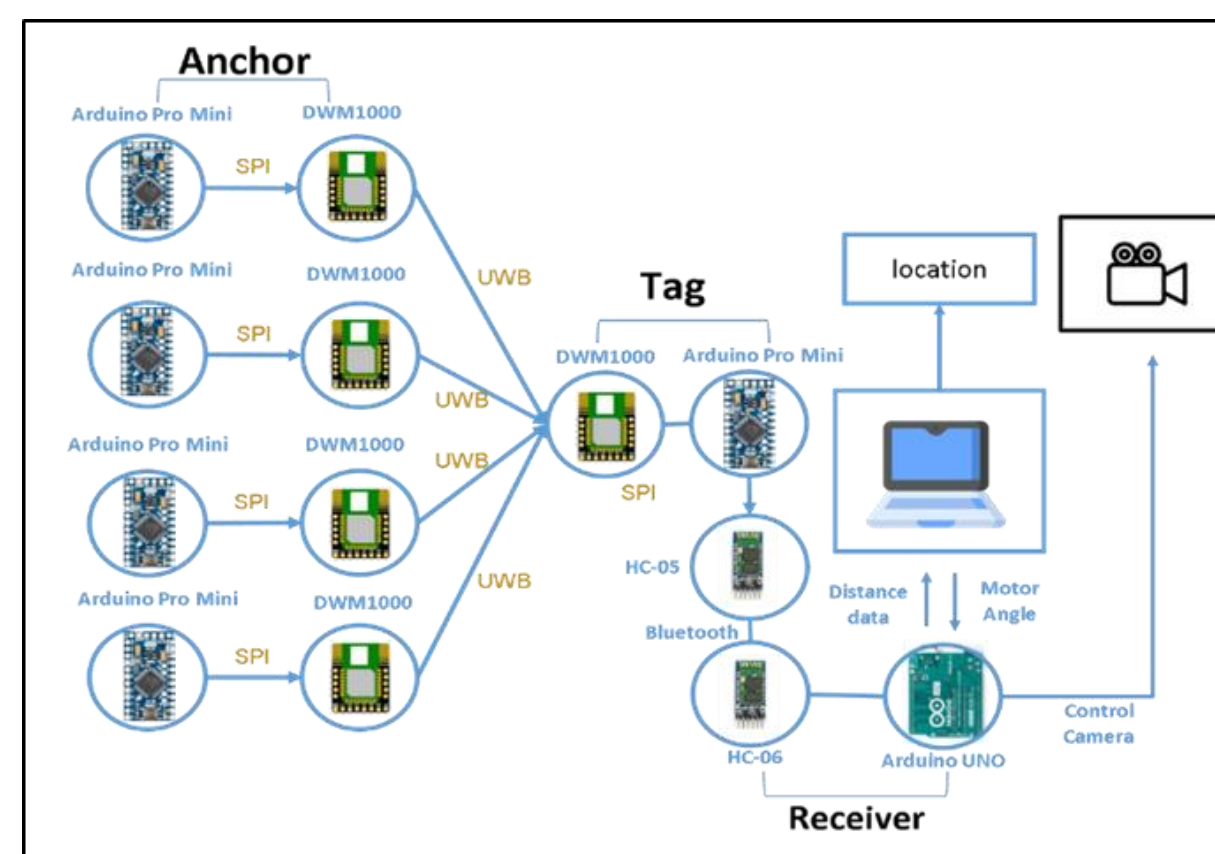 Anchor
Arduino Pro Mini
DWM1000
SPI
UWB
Arduino Pro Mini
DWM1000
SPI
UWB
Arduino Pro Mini
DWM1000
SPI
UWB
Arduino Pro Mini
DWM1000
SPI
UWB
Tag
DWM1000
Arduino Pro Mini
SPI
HC-05
Bluetooth
HC-06
Arduino UNO
Receiver
location
Distance
data
Motor
Angle
Control
Camera